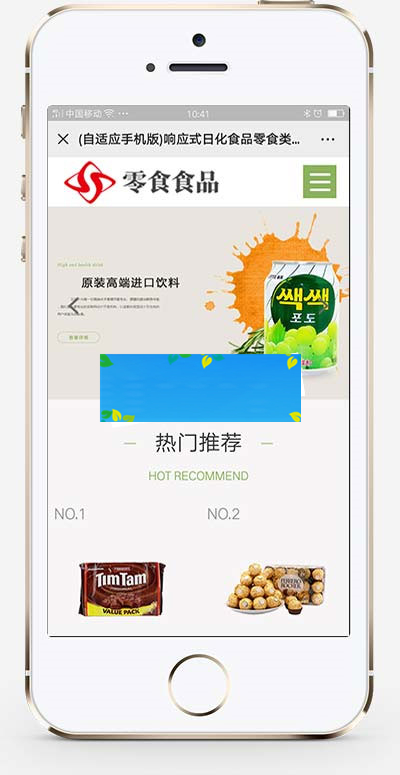 中国移动 ··· 10:41
× (自适应手机版)响应式日化食品零食类... ···
零食食品
High end health drink
原装高端进口饮料
查看详情
쌕쌕
포도
热门推荐
HOT RECOMMEND
NO.1
NO.2
TimTam
VALUE PACK
FERRERO
ROCHER